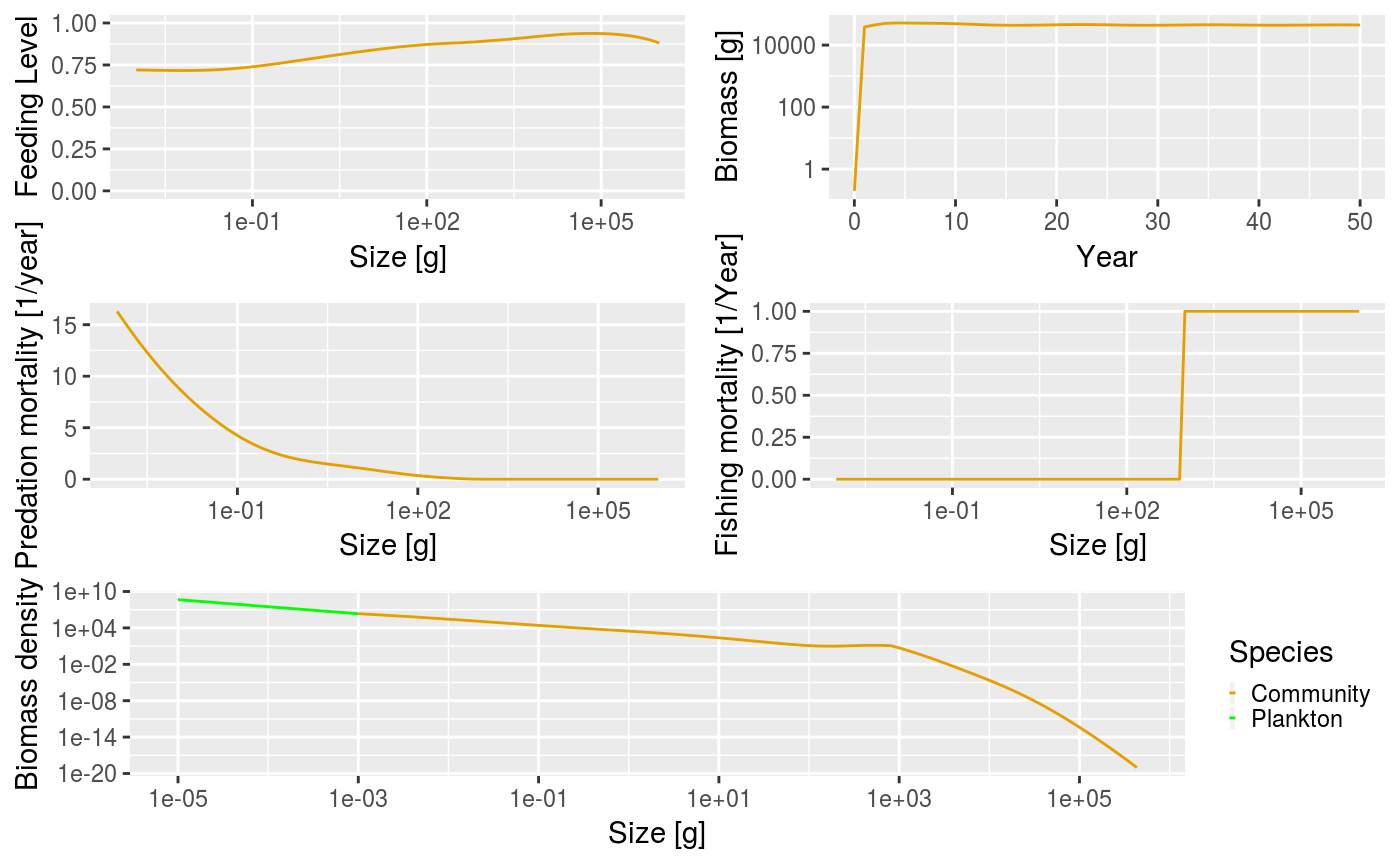 Feeding Level
1.00
0.75
0.50
0.25
0.00
1e-01 1e+02 1e+05
Size [g]
Biomass [g]
10000
100
1
0 10 20 30 40 50
Year
Predation mortality [1/year]
15
10
5
0
1e-01 1e+02 1e+05
Size [g]
Fishing mortality [1/Year]
1.00
0.75
0.50
0.25
0.00
1e-01 1e+02 1e+05
Size [g]
Biomass density
1e+10
1e+04
1e-02
1e-08
1e-14
1e-20
1e-05 1e-03 1e-01 1e+01 1e+03 1e+05
Size [g]
Species
Community
Plankton